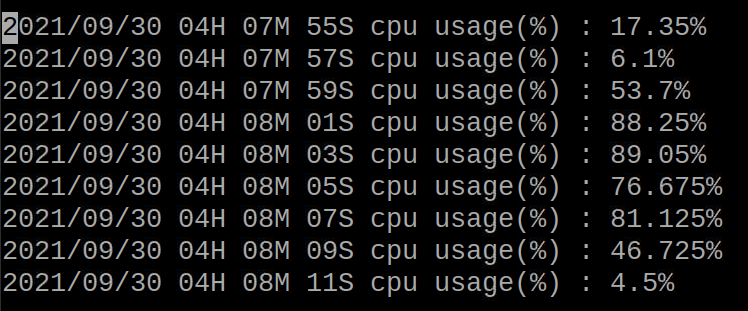 2021/09/30 04H 07M 55S cpu usage(%) : 17.35%
2021/09/30 04H 07M 57S cpu usage(%) : 6.1%
2021/09/30 04H 07M 59S cpu usage(%) : 53.7%
2021/09/30 04H 08M 01S cpu usage(%) : 88.25%
2021/09/30 04H 08M 03S cpu usage(%) : 89.05%
2021/09/30 04H 08M 05S cpu usage(%) : 76.675%
2021/09/30 04H 08M 07S cpu usage(%) : 81.125%
2021/09/30 04H 08M 09S cpu usage(%) : 46.725%
2021/09/30 04H 08M 11S cpu usage(%) : 4.5%